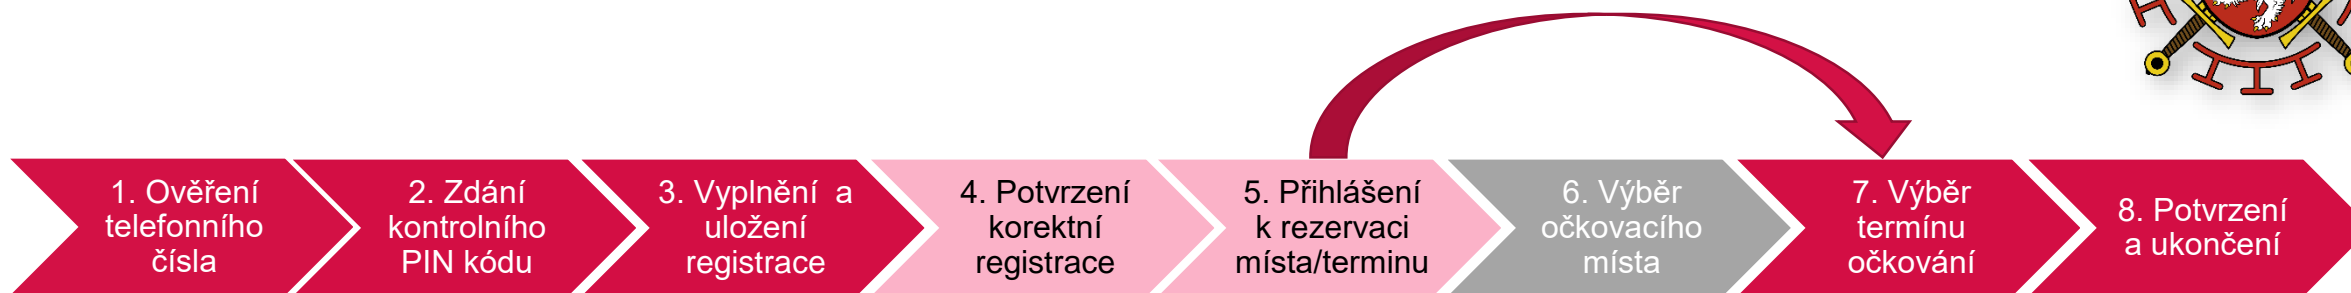 1. Ověření
telefonního
čísla
2. Zdání
kontrolního
PIN kódu
3. Vyplnění  a
uložení
registrace
4. Potvrzení
korektní
registrace
5. Přihlášení
k rezervaci
místa/terminu
6. Výběr
očkovacího
místa
7. Výběr
termínu
očkování
8. Potvrzení
a ukončení